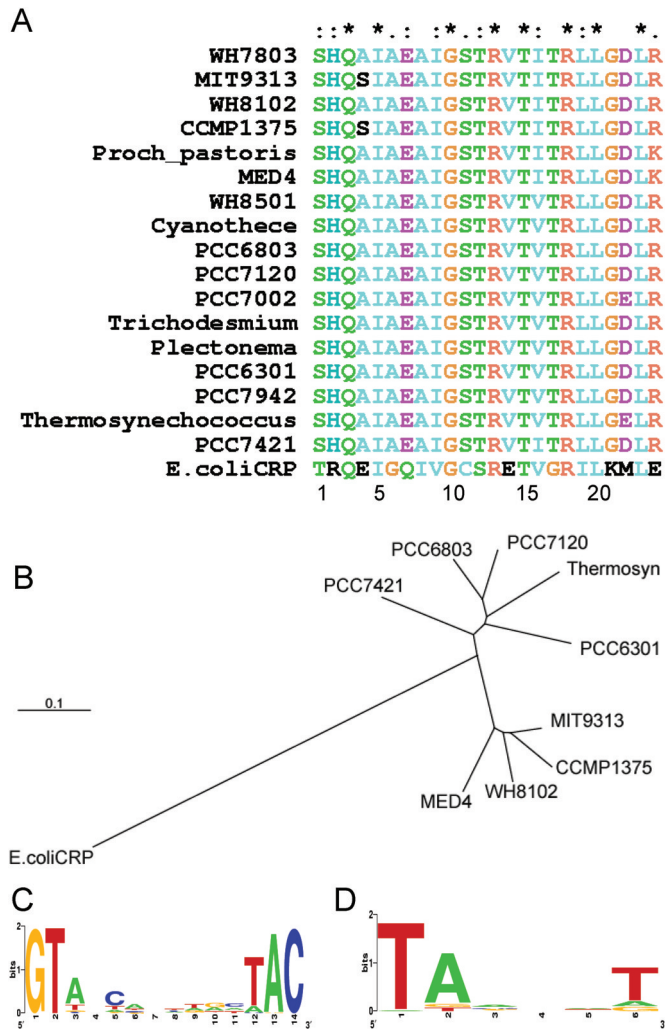 A
::* *.: :*.:* *: *:: *.
WH7803 SHQAIAEAIGSTRVTITRLLGDLR
MIT9313 SHQSIAEAIGSTRVTITRLLGDLR
WH8102 SHQAIAEAIGSTRVTITRLLGDLR
CCMP1375 SHQSIAEAIGSTRVTITRLLGDLR
Proch_pastoris SHQAIAEAIGSTRVTITRLLGDLK
MED4 SHQAIAEAIGSTRVTITRLLGDLK
WH8501 SHQAIAEAIGSTRVTVTRLLGDLR
Cyanothece SHQAIAEAIGSTRVTVTRLLGDLR
PCC6803 SHQAIAEAIGSTRVTVTRLLGDLR
PCC7120 SHQAIAEAIGSTRVTVTRLLGDLR
PCC7002 SHQAIAEAIGSTRVTVTRLLGELR
Trichodesmium SHQAIAEAIGSTRVTVTRLLGDLR
Plectonema SHQAIAEAIGSTRVTVTRLLGDLR
PCC6301 SHQAIAEAIGSTRVTVTRLLGDLR
PCC7942 SHQAIAEAIGSTRVTVTRLLGDLR
Thermosynechococcus SHQAIAEAIGSTRVTVTRLLGELR
PCC7421 SHQAIAEAIGSTRVTITRLLGDLR
E.coliCRP TRQEIGQIVGCSRETVGRILKMLE
1 5 10 15 20
B
PCC6803
PCC7120
Thermosyn
PCC7421
PCC6301
0.1
MIT9313
CCMP1375
WH8102
MED4
E.coliCRP
C
2
1
0
bits
5' 1 2 3 4 5 6 7 8 9 10 11 12 13 14 3'
D
2
1
0
bits
5' 1 2 3 4 5 6 3'